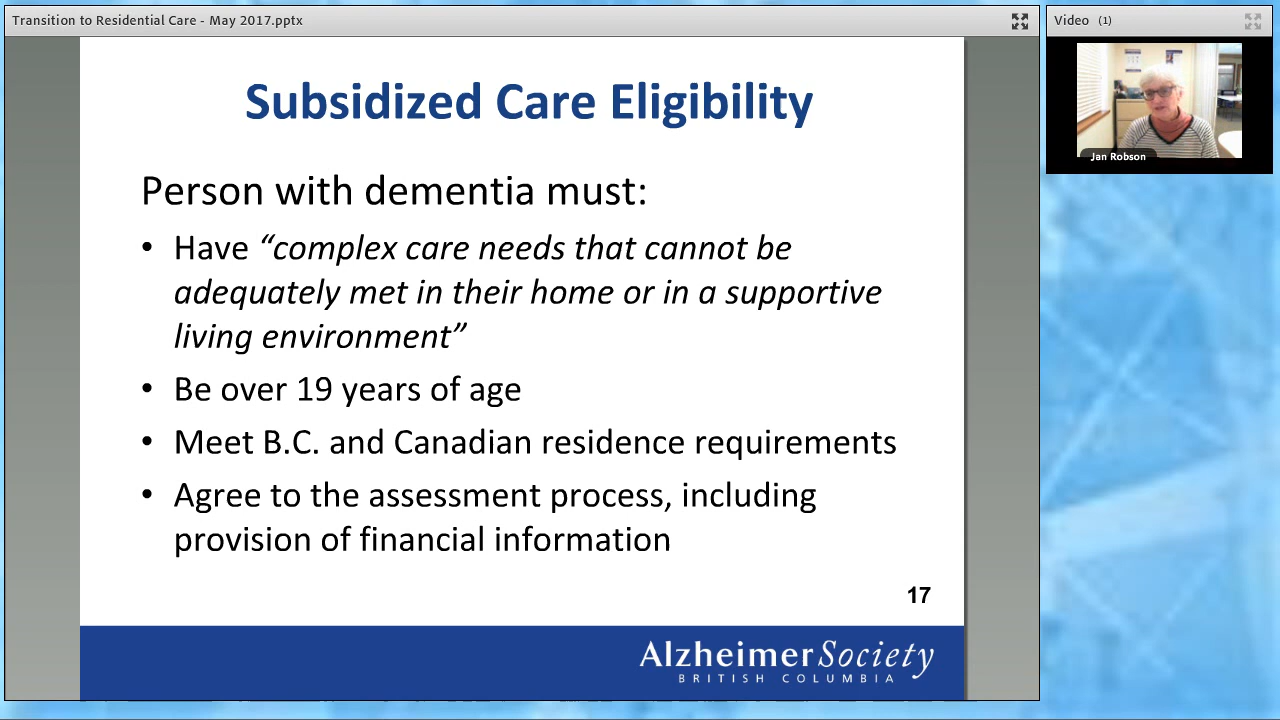 Transition to Residential Care - May 2017.pptx
Video (1)
Jan Robson
Subsidized Care Eligibility
Person with dementia must:
• Have “complex care needs that cannot be
adequately met in their home or in a supportive
living environment”
• Be over 19 years of age
• Meet B.C. and Canadian residence requirements
• Agree to the assessment process, including
provision of financial information
17
AlzheimerSociety
BRITISH COLUMBIA